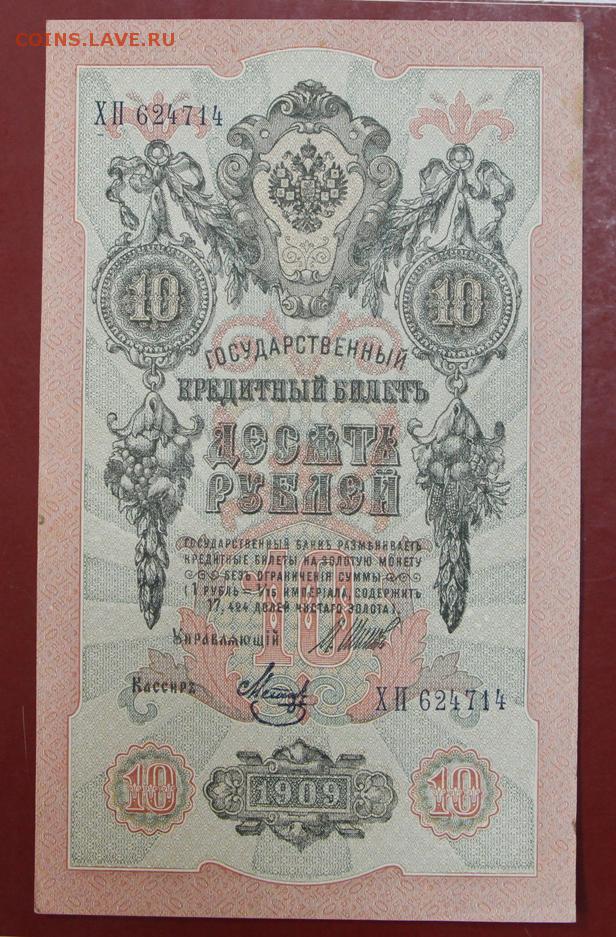 COINS.LAVE.RU
ХП 624714
10 10
ГОСУДАРСТВЕННЫЙ
КРЕДИТНЫЙ БИЛЕТЪ
ДЕСЯТЬ
РУБЛЕЙ
10
ГОСУДАРСТВЕННЫЙ БАНКЪ РАЗМѢНИВАЕТЪ
КРЕДИТНЫЕ БИЛЕТЫ НА ЗОЛОТУЮ МОНЕТУ
БЕЗЪ ОГРАНИЧЕНІЯ СУММЫ
(1 РУБЛЬ = 1/15 ИМПЕРІАЛА, СОДЕРЖИТЪ
17,424 ДОЛЕЙ ЧИСТАГО ЗОЛОТА).
Управляющій
Кассиръ
ХП 624714
10 1909 10